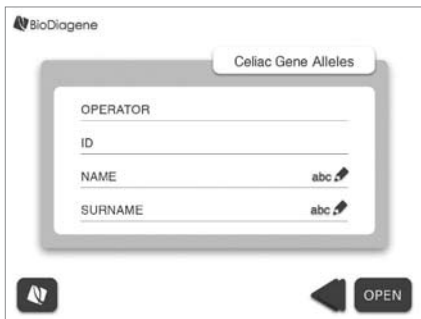 BioDiagene
Celiac Gene Alleles
OPERATOR
ID
NAME abc
SURNAME abc
OPEN